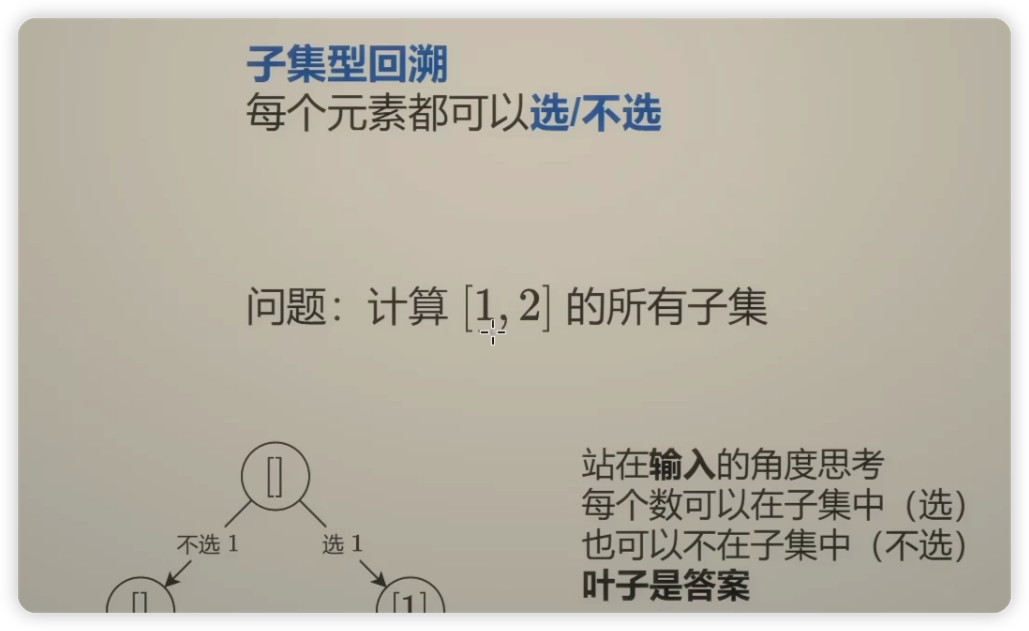 子集型回溯
每个元素都可以选/不选
问题：计算 [1, 2] 的所有子集
[]
不选 1
选 1
[]
[1]
站在输入的角度思考
每个数可以在子集中（选）
也可以不在子集中（不选）
叶子是答案